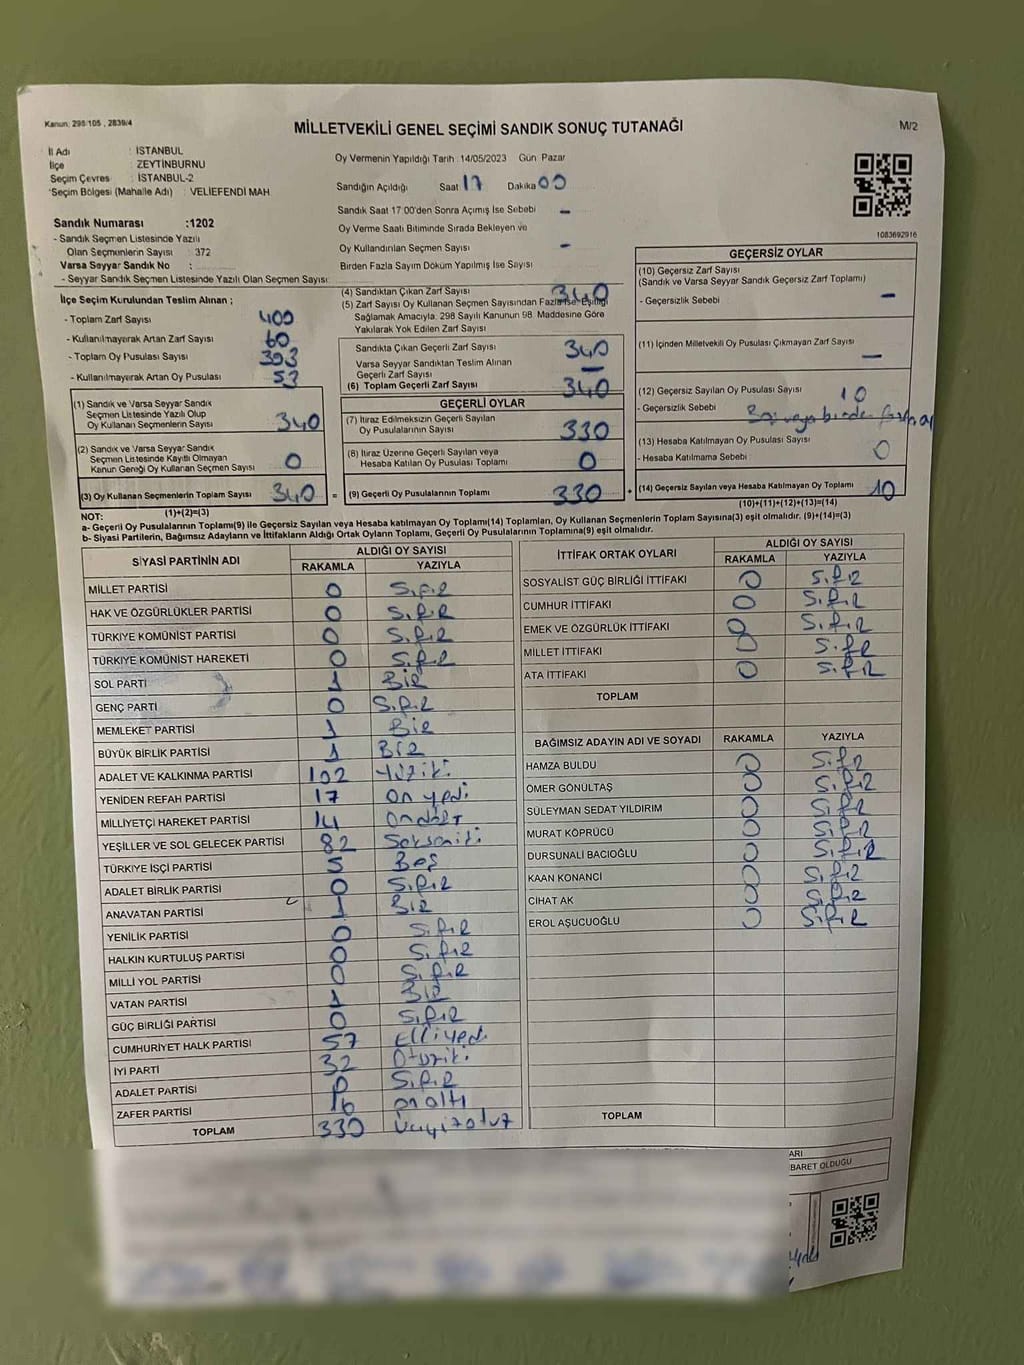 Kanun: 298/105 , 2839/4
MİLLETVEKİLİ GENEL SEÇİMİ SANDIK SONUÇ TUTANAĞI
M/2
İl Adı : İSTANBUL
İlçe : ZEYTİNBURNU
Seçim Çevres : İSTANBUL-2
Seçim Bölgesi (Mahalle Adı) : VELİEFENDİ MAH
Oy Vermenin Yapıldığı Tarih :14/05/2023 Gün Pazar
Sandığın Açıldığı Saat 17 Dakika 00
Sandık Saat 17:00'den Sonra Açımış İse Sebebi –
Oy Verme Saati Bitiminde Sırada Bekleyen ve
Oy Kullandırılan Seçmen Sayısı –
Birden Fazla Sayım Döküm Yapılmış İse Sayısı
1083692916
Sandık Numarası :1202
- Sandık Seçmen Listesinde Yazılı
Olan Seçmenlerin Sayısı : 372
Varsa Seyyar Sandık No :
- Seyyar Sandık Seçmen Listesinde Yazılı Olan Seçmen Sayısı:
İlçe Seçim Kurulundan Teslim Alınan ;
- Toplam Zarf Sayısı 400
- Kullanılmayarak Artan Zarf Sayısı 60
- Toplam Oy Pusulası Sayısı 393
- Kullanılmayarak Artan Oy Pusulası 53
(1) Sandık ve Varsa Seyyar Sandık
Seçmen Listesinde Yazılı Olup
Oy Kullanan Seçmenlerin Sayısı 340
(2) Sandık ve Varsa Seyyar Sandık
Seçmen Listesinde Kayıtlı Olmayan
Kanun Gereği Oy Kullanan Seçmen Sayısı 0
(3) Oy Kullanan Seçmenlerin Toplam Sayısı 340
(1)+(2)=(3)
(4) Sandıktan Çıkan Zarf Sayısı 340
(5) Zarf Sayısı Oy Kullanan Seçmen Sayısından Fazla İse, Eşitliği
Sağlamak Amacıyla, 298 Sayılı Kanunun 98. Maddesine Göre
Yakılarak Yok Edilen Zarf Sayısı
Sandıkta Çıkan Geçerli Zarf Sayısı 340
Varsa Seyyar Sandıktan Teslim Alınan
Geçerli Zarf Sayısı –
(6) Toplam Geçerli Zarf Sayısı 340
GEÇERLİ OYLAR
(7) İtiraz Edilmeksizin Geçerli Sayılan
Oy Pusulalarının Sayısı 330
(8) İtiraz Üzerine Geçerli Sayılan veya
Hesaba Katılan Oy Pusulası Toplamı 0
= (9) Geçerli Oy Pusulalarının Toplamı 330 +
GEÇERSİZ OYLAR
(10) Geçersiz Zarf Sayısı
(Sandık ve Varsa Seyyar Sandık Geçersiz Zarf Toplamı)
- Geçersizlik Sebebi –
(11) İçinden Milletvekili Oy Pusulası Çıkmayan Zarf Sayısı –
(12) Geçersiz Sayılan Oy Pusulası Sayısı 10
- Geçersizlik Sebebi Boş veya birden
(13) Hesaba Katılmayan Oy Pusulası Sayısı 0
- Hesaba Katılmama Sebebi
(14) Geçersiz Sayılan veya Hesaba Katılmayan Oy Toplamı 10
(10)+(11)+(12)+(13)=(14)
NOT:
a- Geçerli Oy Pusulalarının Toplamı(9) ile Geçersiz Sayılan veya Hesaba katılmayan Oy Toplamı(14) Toplamları, Oy Kullanan Seçmenlerin Toplam Sayısına(3) eşit olmalıdır. (9)+(14)=(3)
b- Siyasi Partilerin, Bağımsız Adayların ve İttifakların Aldığı Ortak Oyların Toplamı, Geçerli Oy Pusulalarının Toplamına(9) eşit olmalıdır.
SİYASİ PARTİNİN ADI ALDIĞI OY SAYISI
RAKAMLA YAZIYLA
MİLLET PARTİSİ 0 Sıfır
HAK VE ÖZGÜRLÜKLER PARTİSİ 0 Sıfır
TÜRKİYE KOMÜNİST PARTİSİ 0 Sıfır
TÜRKİYE KOMÜNİST HAREKETİ 0 Sıfır
SOL PARTİ 1 Bir
GENÇ PARTİ 0 Sıfır
MEMLEKET PARTİSİ 1 Bir
BÜYÜK BİRLİK PARTİSİ 1 Bir
ADALET VE KALKINMA PARTİSİ 102 Yüziki
YENİDEN REFAH PARTİSİ 17 On yedi
MİLLİYETÇİ HAREKET PARTİSİ 14 Ondört
YEŞİLLER VE SOL GELECEK PARTİSİ 82 Sekseniki
TÜRKİYE İŞÇİ PARTİSİ 5 Beş
ADALET BİRLİK PARTİSİ 0 Sıfır
ANAVATAN PARTİSİ 1 Bir
YENİLİK PARTİSİ 0 Sıfır
HALKIN KURTULUŞ PARTİSİ 0 Sıfır
MİLLİ YOL PARTİSİ 0 Sıfır
VATAN PARTİSİ 1 Bir
GÜÇ BİRLİĞİ PARTİSİ 0 Sıfır
CUMHURİYET HALK PARTİSİ 57 Elliyedi
İYİ PARTİ 32 Otuziki
ADALET PARTİSİ 0 Sıfır
ZAFER PARTİSİ 16 onaltı
TOPLAM 330 Üçyüzotuz
İTTİFAK ORTAK OYLARI ALDIĞI OY SAYISI
RAKAMLA YAZIYLA
SOSYALİST GÜÇ BİRLİĞİ İTTİFAKI 0 Sıfır
CUMHUR İTTİFAKI 0 Sıfır
EMEK VE ÖZGÜRLÜK İTTİFAKI 0 Sıfır
MİLLET İTTİFAKI 0 Sıfır
ATA İTTİFAKI 0 Sıfır
TOPLAM
BAĞIMSIZ ADAYIN ADI VE SOYADI RAKAMLA YAZIYLA
HAMZA BULDU 0 Sıfır
ÖMER GÖNÜLTAŞ 0 Sıfır
SÜLEYMAN SEDAT YILDIRIM 0 Sıfır
MURAT KÖPRÜCÜ 0 Sıfır
DURSUNALİ BACIOĞLU 0 Sıfır
KAAN KONANCİ 0 Sıfır
CİHAT AK 0 Sıfır
EROL AŞUCUOĞLU 0 Sıfır
TOPLAM
ARI
BARET OLDUĞU